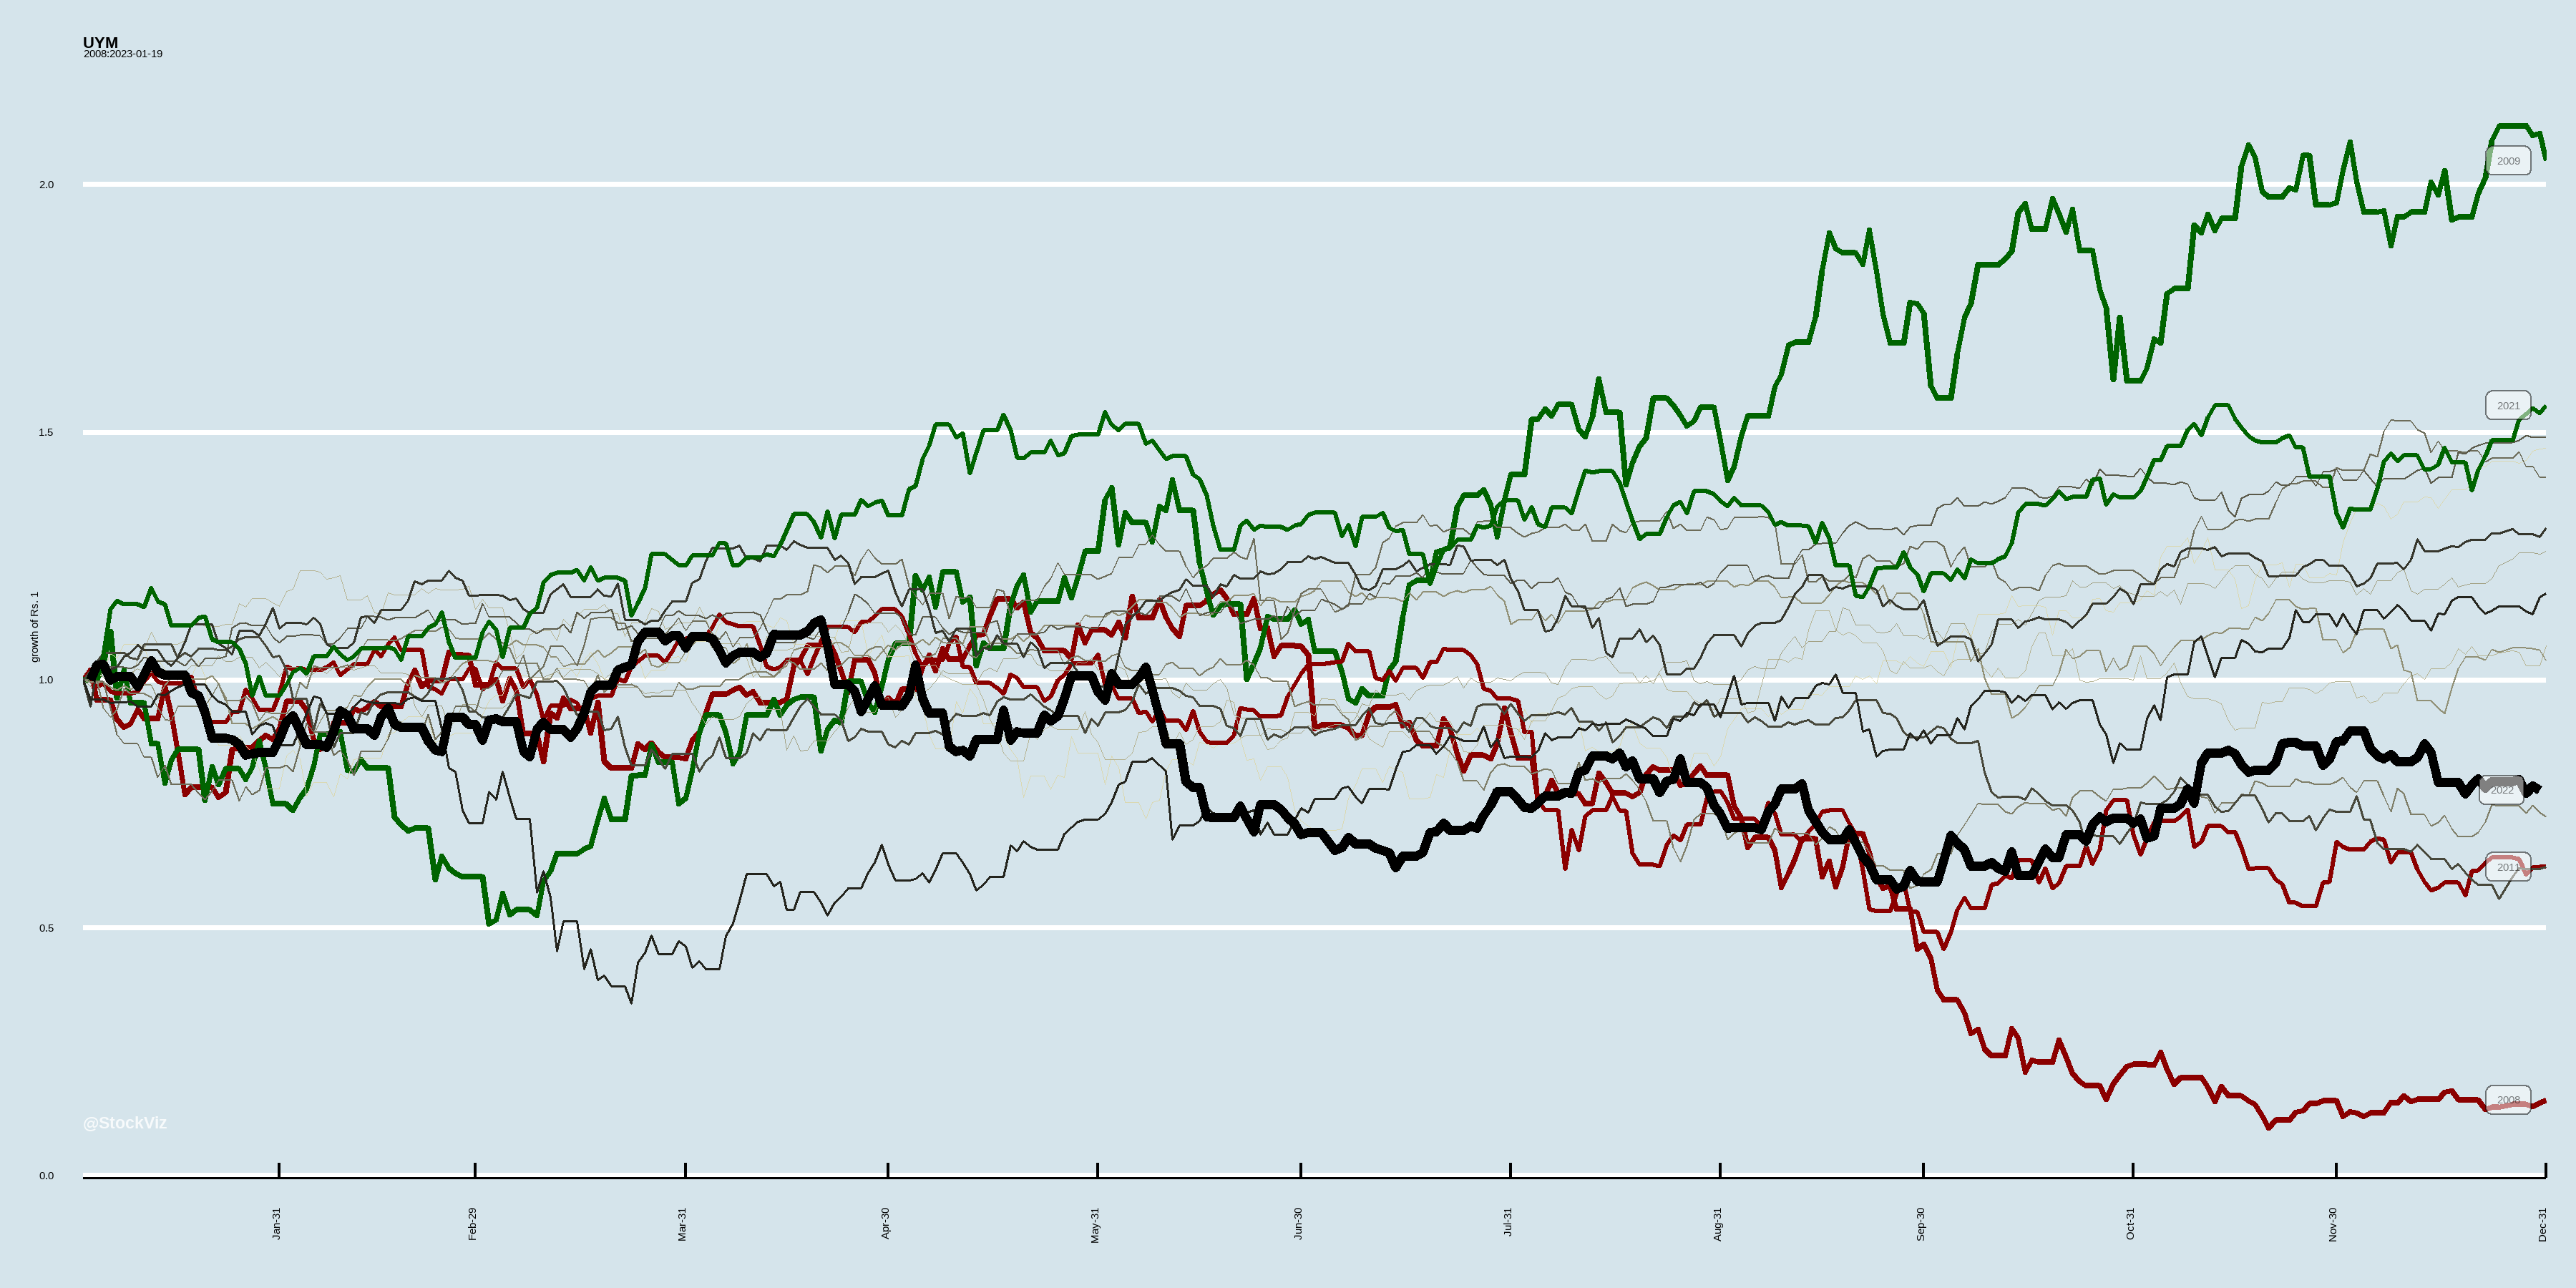 UYM
2008:2023-01-19
2.0
1.5
1.0
0.5
0.0
growth of Rs. 1
2009
2021
2022
2011
2008
@StockViz
Jan-31
Feb-29
Mar-31
Apr-30
May-31
Jun-30
Jul-31
Aug-31
Sep-30
Oct-31
Nov-30
Dec-31